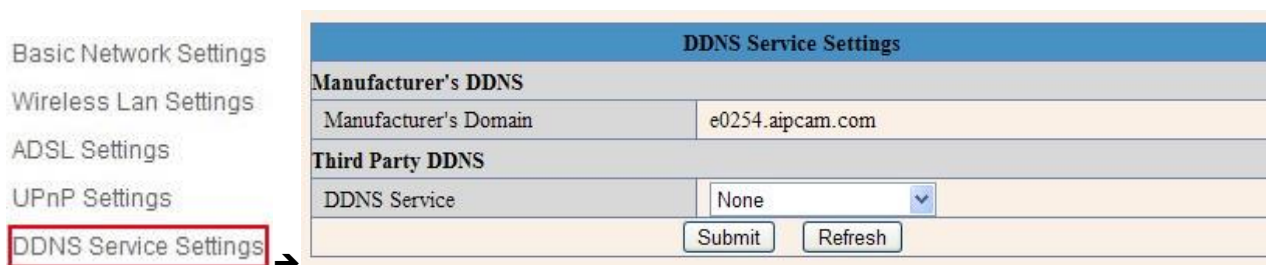 Basic Network Settings
Wireless Lan Settings
ADSL Settings
UPnP Settings
DDNS Service Settings ➔
DDNS Service Settings
Manufacturer's DDNS
Manufacturer's Domain e0254.aipcam.com
Third Party DDNS
DDNS Service None
Submit Refresh